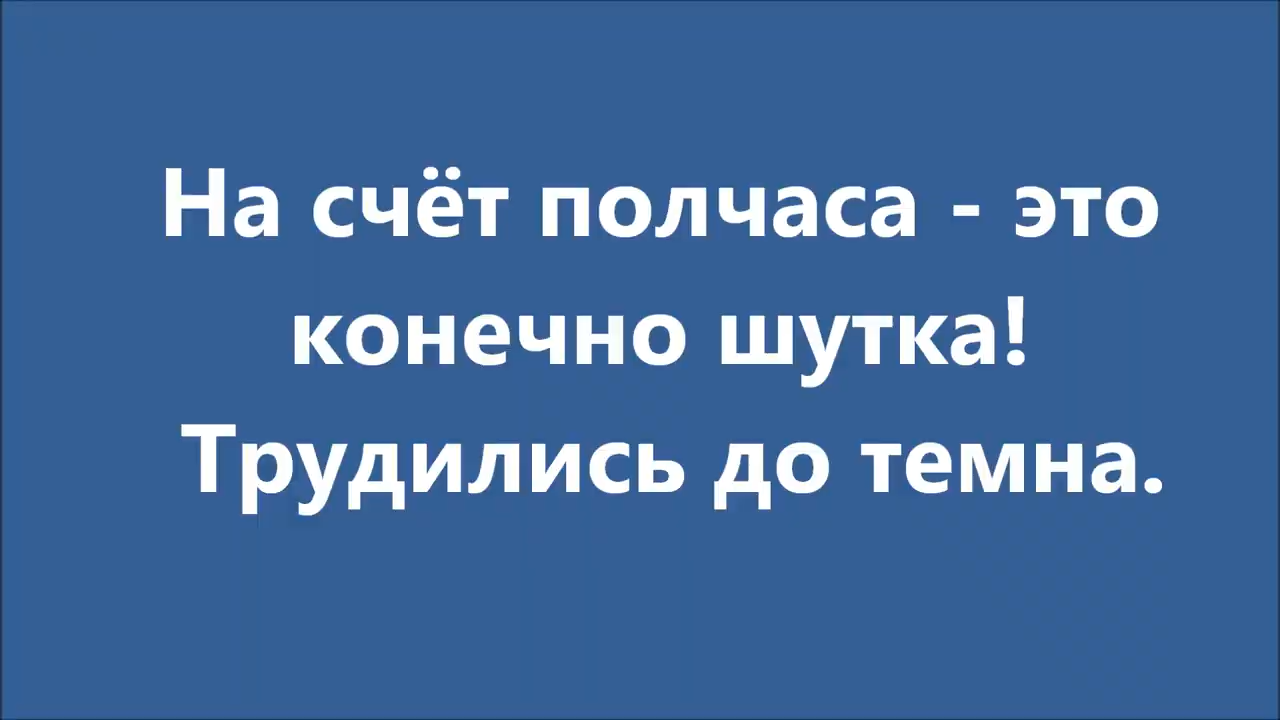 На счёт полчаса - это
конечно шутка!
Трудились до темна.